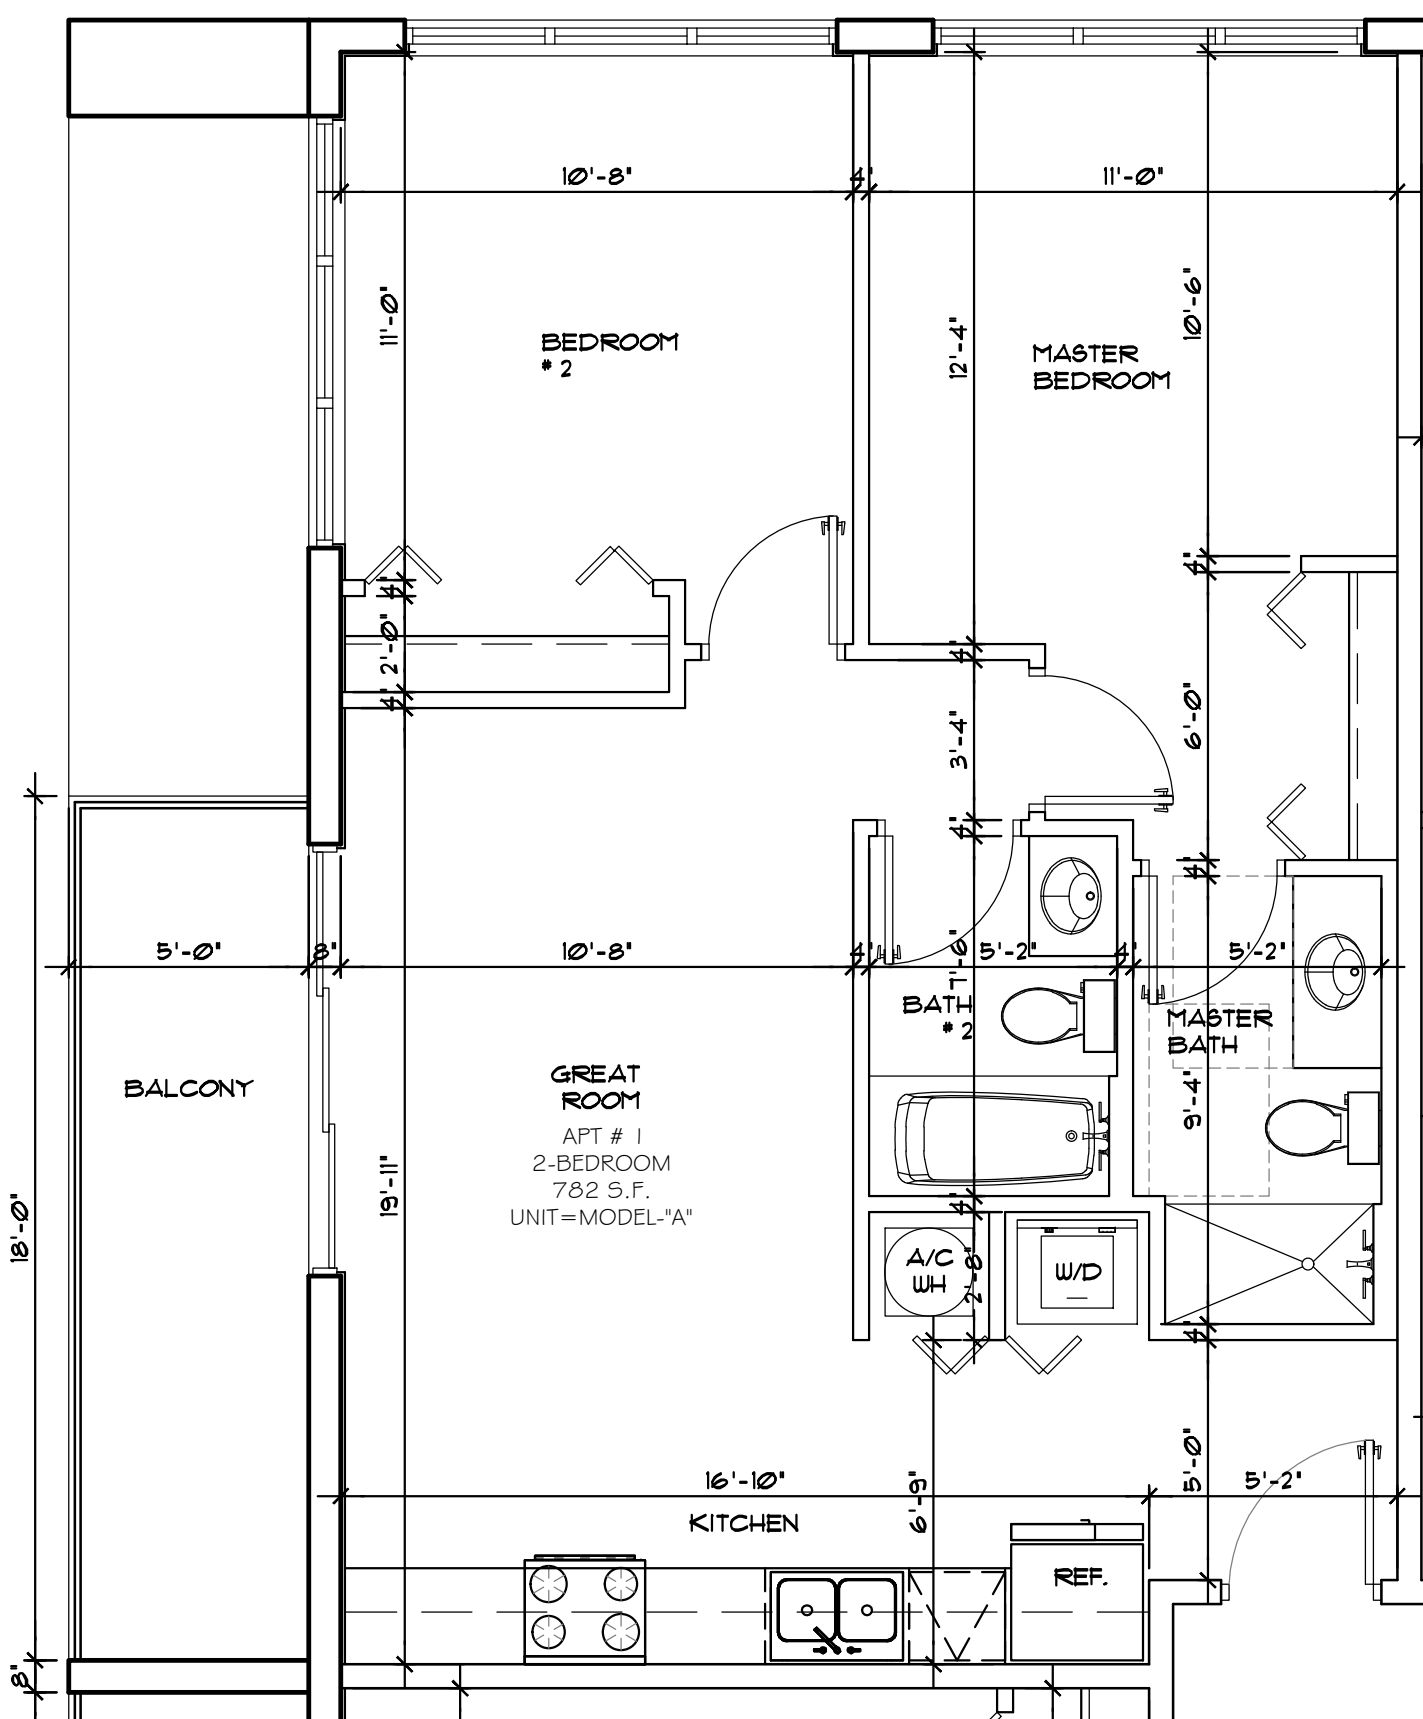 10'-8"
4"
11'-0"
11'-0"
12'-4"
10'-6"
BEDROOM
# 2
MASTER
BEDROOM
4"
4"
2'-0"
4"
4"
3'-4"
6'-0"
4"
4"
5'-0"
8"
10'-8"
4"
5'-2"
4"
5'-2"
BATH
# 2
MASTER
BATH
BALCONY
GREAT
ROOM
APT # 1
2-BEDROOM
782 S.F.
UNIT=MODEL-"A"
9'-4"
19'-11"
18'-0"
4"
A/C
WH
2'-8"
W/D
4"
16'-10"
6'-9"
5'-0"
5'-2"
KITCHEN
REF.
8"